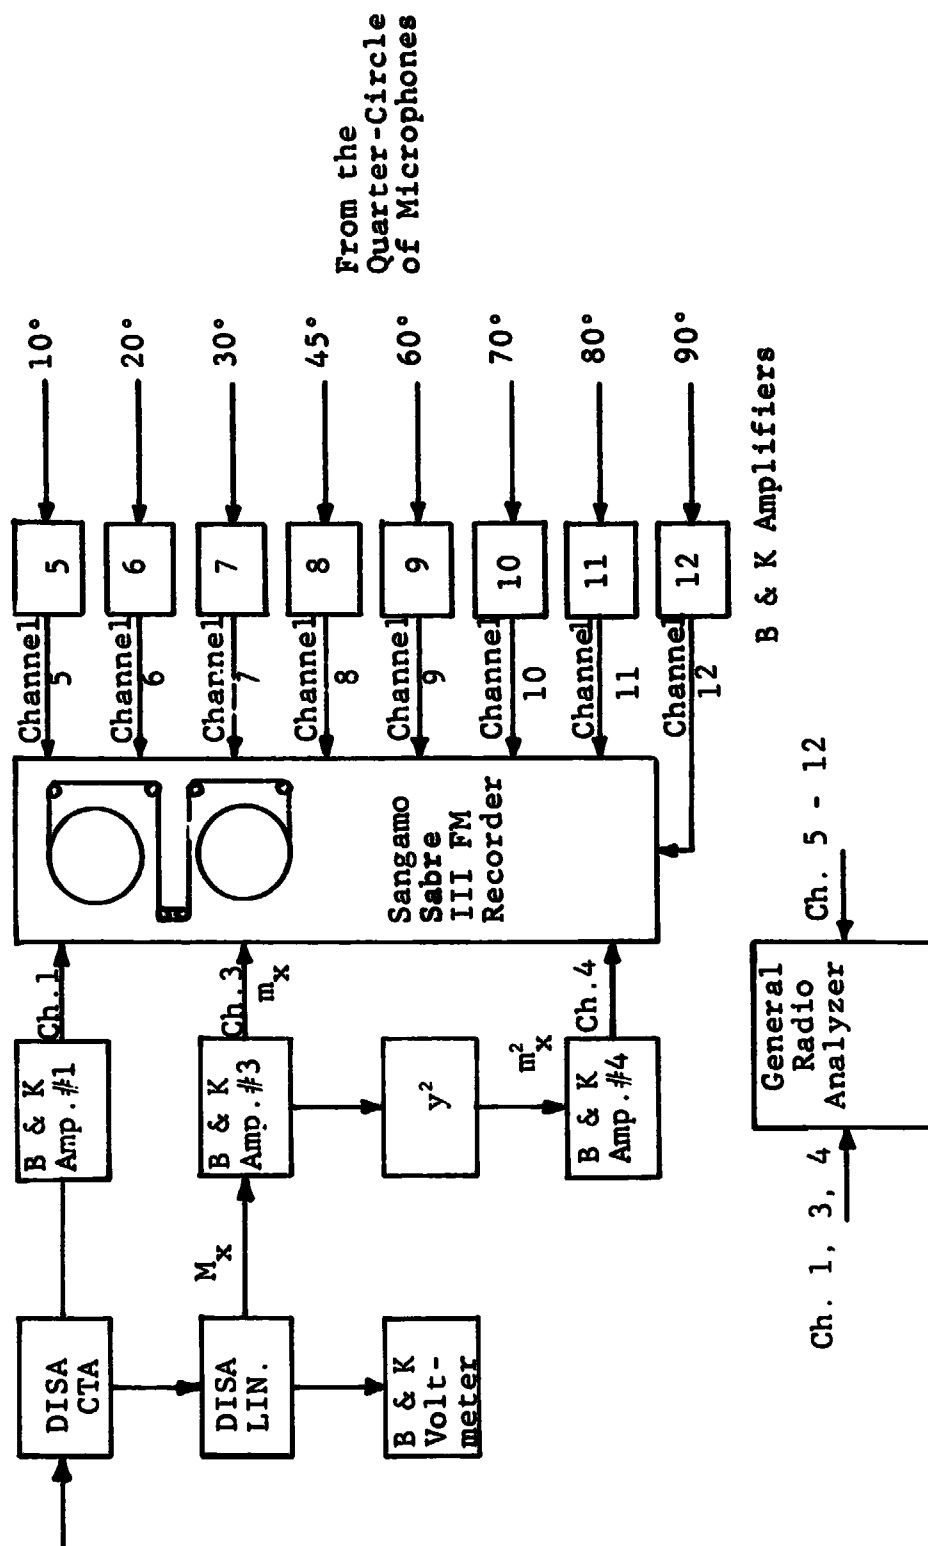 DISA
CTA
B & K
Amp.#1
Ch.1
DISA
LIN.
Mx
B & K
Amp.#3
Ch.3
mx
B & K
Volt-
meter
y²
m²x
B & K
Amp.#4
Ch.4
Sangamo
Sabre
III FM
Recorder
Channel
5
5
10°
Channel
6
6
20°
Channel
7
7
30°
Channel
8
8
45°
Channel
9
9
60°
Channel
10
10
70°
Channel
11
11
80°
Channel
12
12
90°
From the
Quarter-Circle
of Microphones
B & K Amplifiers
Ch. 1, 3, 4
General
Radio
Analyzer
Ch. 5 - 12